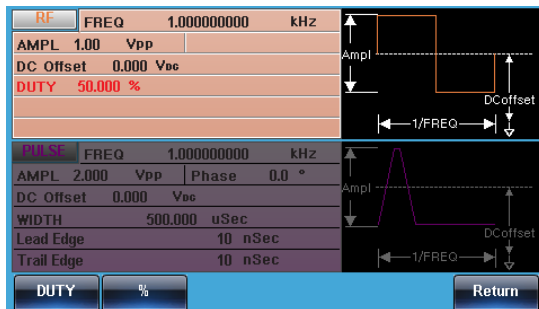 RF FREQ 1.000000000 kHz
AMPL 1.00 Vpp
DC Offset 0.000 VDC
DUTY 50.000 %
Ampl
DCoffset
1/FREQ
PULSE FREQ 1.000000000 kHz
AMPL 2.000 Vpp Phase 0.0 °
DC Offset 0.000 VDC
WIDTH 500.000 uSec
Lead Edge 10 nSec
Trail Edge 10 nSec
Ampl
DCoffset
1/FREQ
DUTY % Return